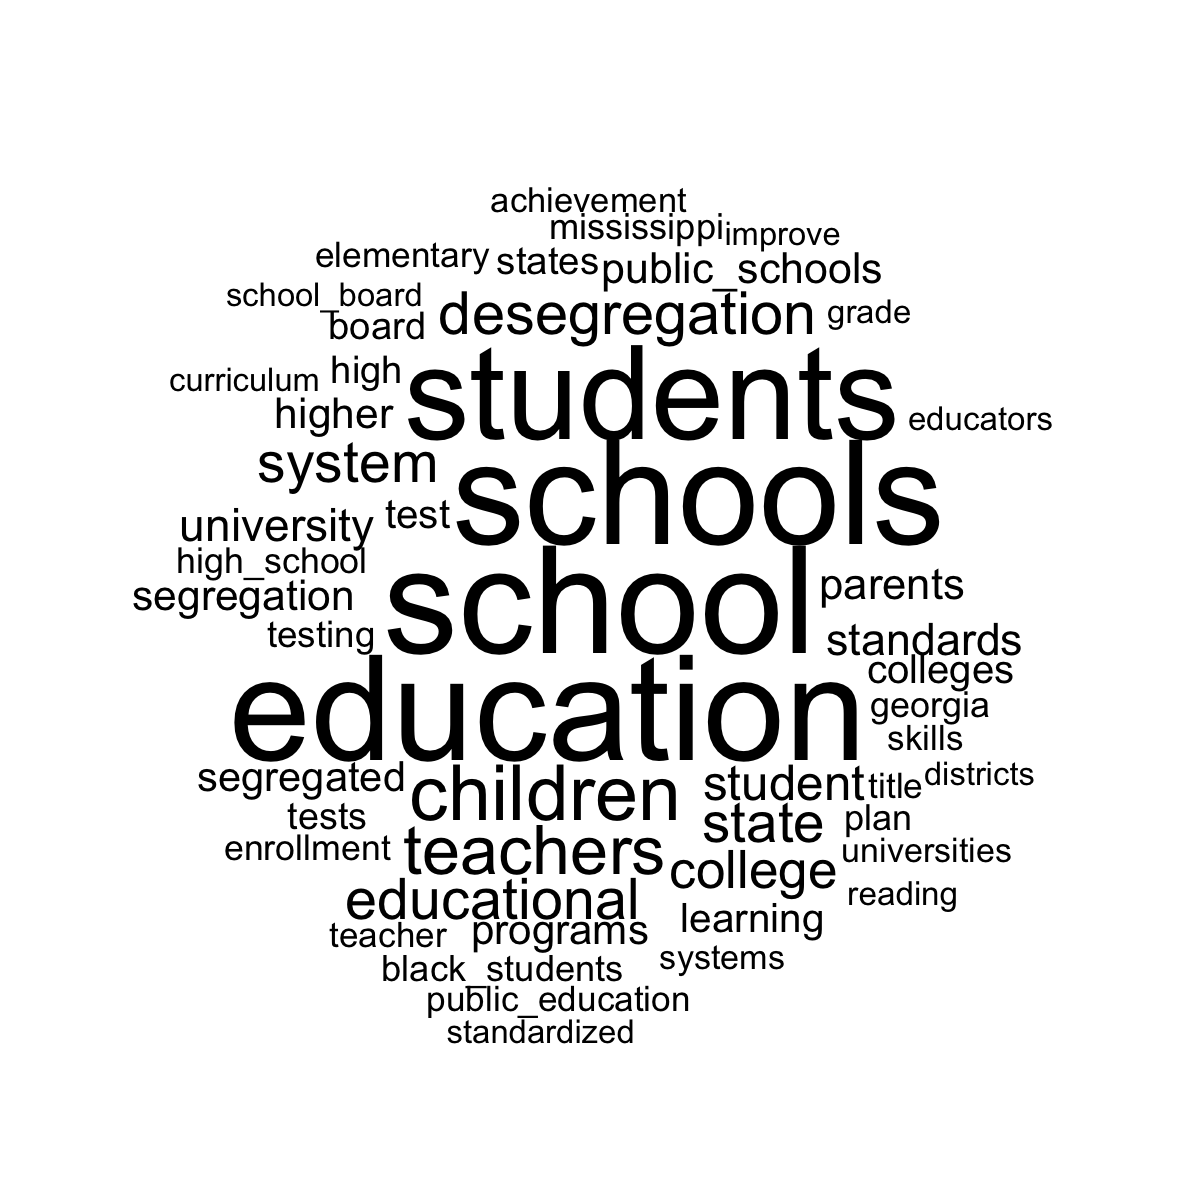 achievement
mississippi improve
elementary states public_schools
school_board
board desegregation grade
curriculum high students
higher educators
system schools
university test
high_school
segregation school parents
testing standards
education colleges
georgia
skills
segregated children student title districts
tests state plan
enrollment teachers college universities
educational reading
learning
teacher programs
black_students systems
public_education
standardized